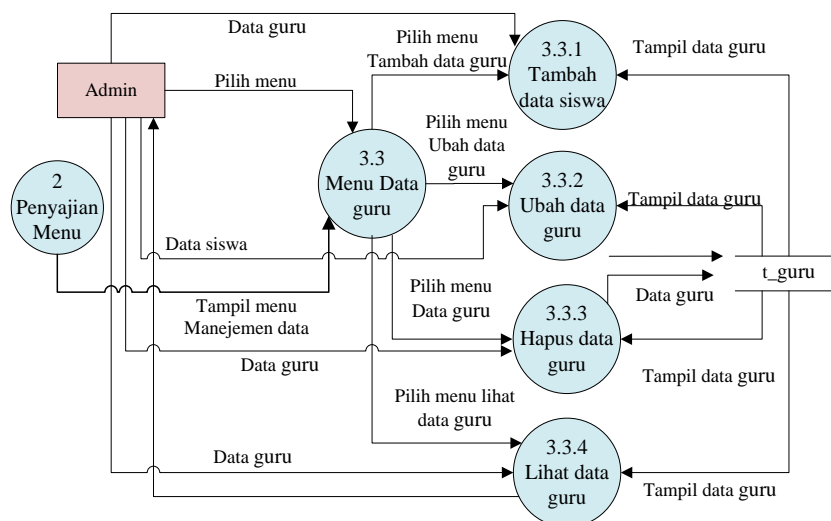 Data guru
Pilih menu
Tambah data guru
3.3.1
Tambah
data siswa
Tampil data guru
Admin
Pilih menu
Pilih menu
Ubah data
guru
3.3
Menu Data
guru
2
Penyajian
Menu
3.3.2
Ubah data
guru
Tampil data guru
Data siswa
t_guru
Tampil menu
Manejemen data
Pilih menu
Data guru
Data guru
3.3.3
Hapus data
guru
Data guru
Tampil data guru
Pilih menu lihat
data guru
Data guru
3.3.4
Lihat data
guru
Tampil data guru